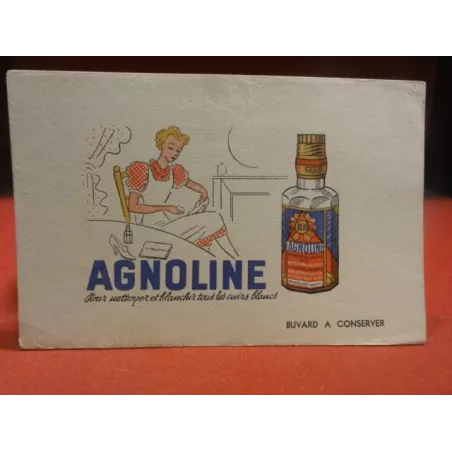 AGNOLINE
Pour nettoyer et blanchir tous les cuirs blancs
AGNOLINE
BUVARD A CONSERVER